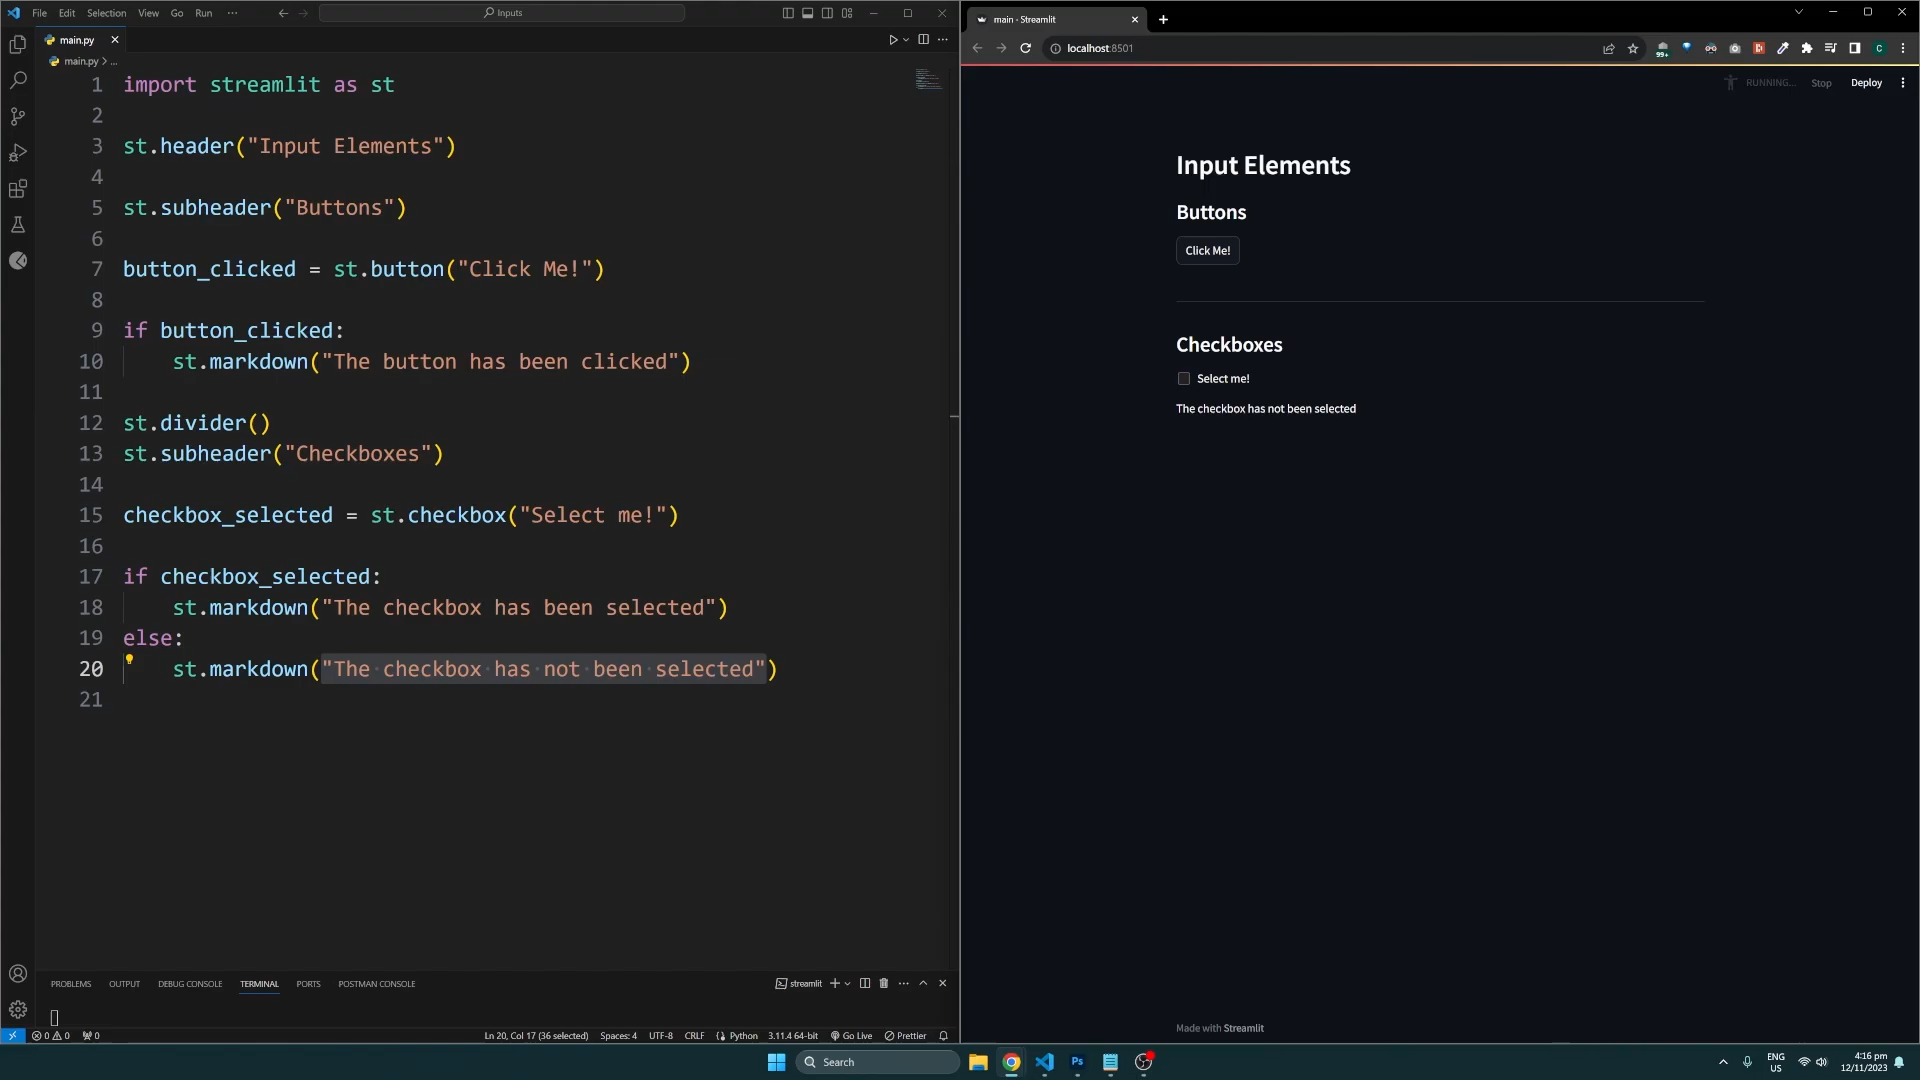 File Edit Selection View Go Run ··· Inputs
main.py
main.py > ...
1 import streamlit as st
2
3 st.header("Input Elements")
4
5 st.subheader("Buttons")
6
7 button_clicked = st.button("Click Me!")
8
9 if button_clicked:
10 st.markdown("The button has been clicked")
11
12 st.divider()
13 st.subheader("Checkboxes")
14
15 checkbox_selected = st.checkbox("Select me!")
16
17 if checkbox_selected:
18 st.markdown("The checkbox has been selected")
19 else:
20 st.markdown("The·checkbox·has·not·been·selected")
21
PROBLEMS OUTPUT DEBUG CONSOLE TERMINAL PORTS POSTMAN CONSOLE streamlit
0 0 0 Ln 20, Col 17 (36 selected) Spaces: 4 UTF-8 CRLF Python 3.11.4 64-bit Go Live Prettier
main · Streamlit
localhost:8501 99+ C
RUNNING... Stop Deploy
Input Elements
Buttons
Click Me!
Checkboxes
Select me!
The checkbox has not been selected
Made with Streamlit
Search Ps ENG US 4:16 pm
12/11/2023